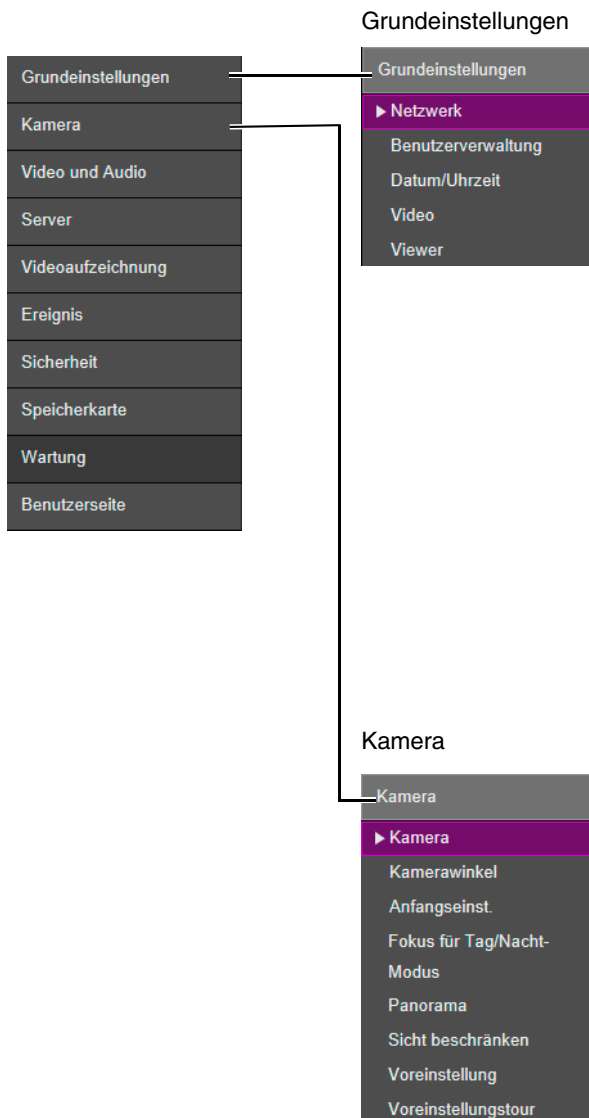 Grundeinstellungen
Kamera
Video und Audio
Server
Videoaufzeichnung
Ereignis
Sicherheit
Speicherkarte
Wartung
Benutzerseite
Grundeinstellungen
Grundeinstellungen
Netzwerk
Benutzerverwaltung
Datum/Uhrzeit
Video
Viewer
Kamera
Kamera
Kamera
Kamerawinkel
Anfangseinst.
Fokus für Tag/Nacht-
Modus
Panorama
Sicht beschränken
Voreinstellung
Voreinstellungstour